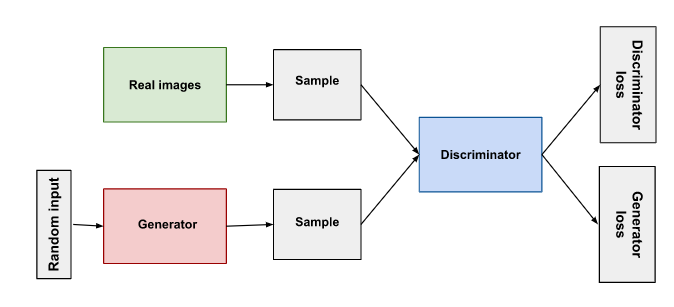 Real images
Sample
Discriminator
loss
Discriminator
Random input
Generator
Sample
Generator
loss